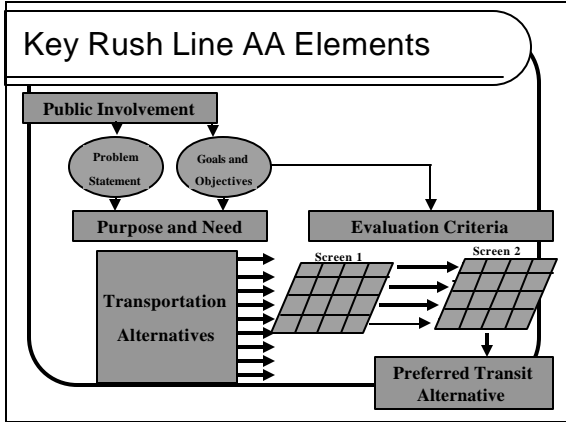 Key Rush Line AA Elements
Public Involvement
Problem
Statement
Goals and
Objectives
Purpose and Need
Evaluation Criteria
Screen 1
Screen 2
Transportation
Alternatives
Preferred Transit
Alternative